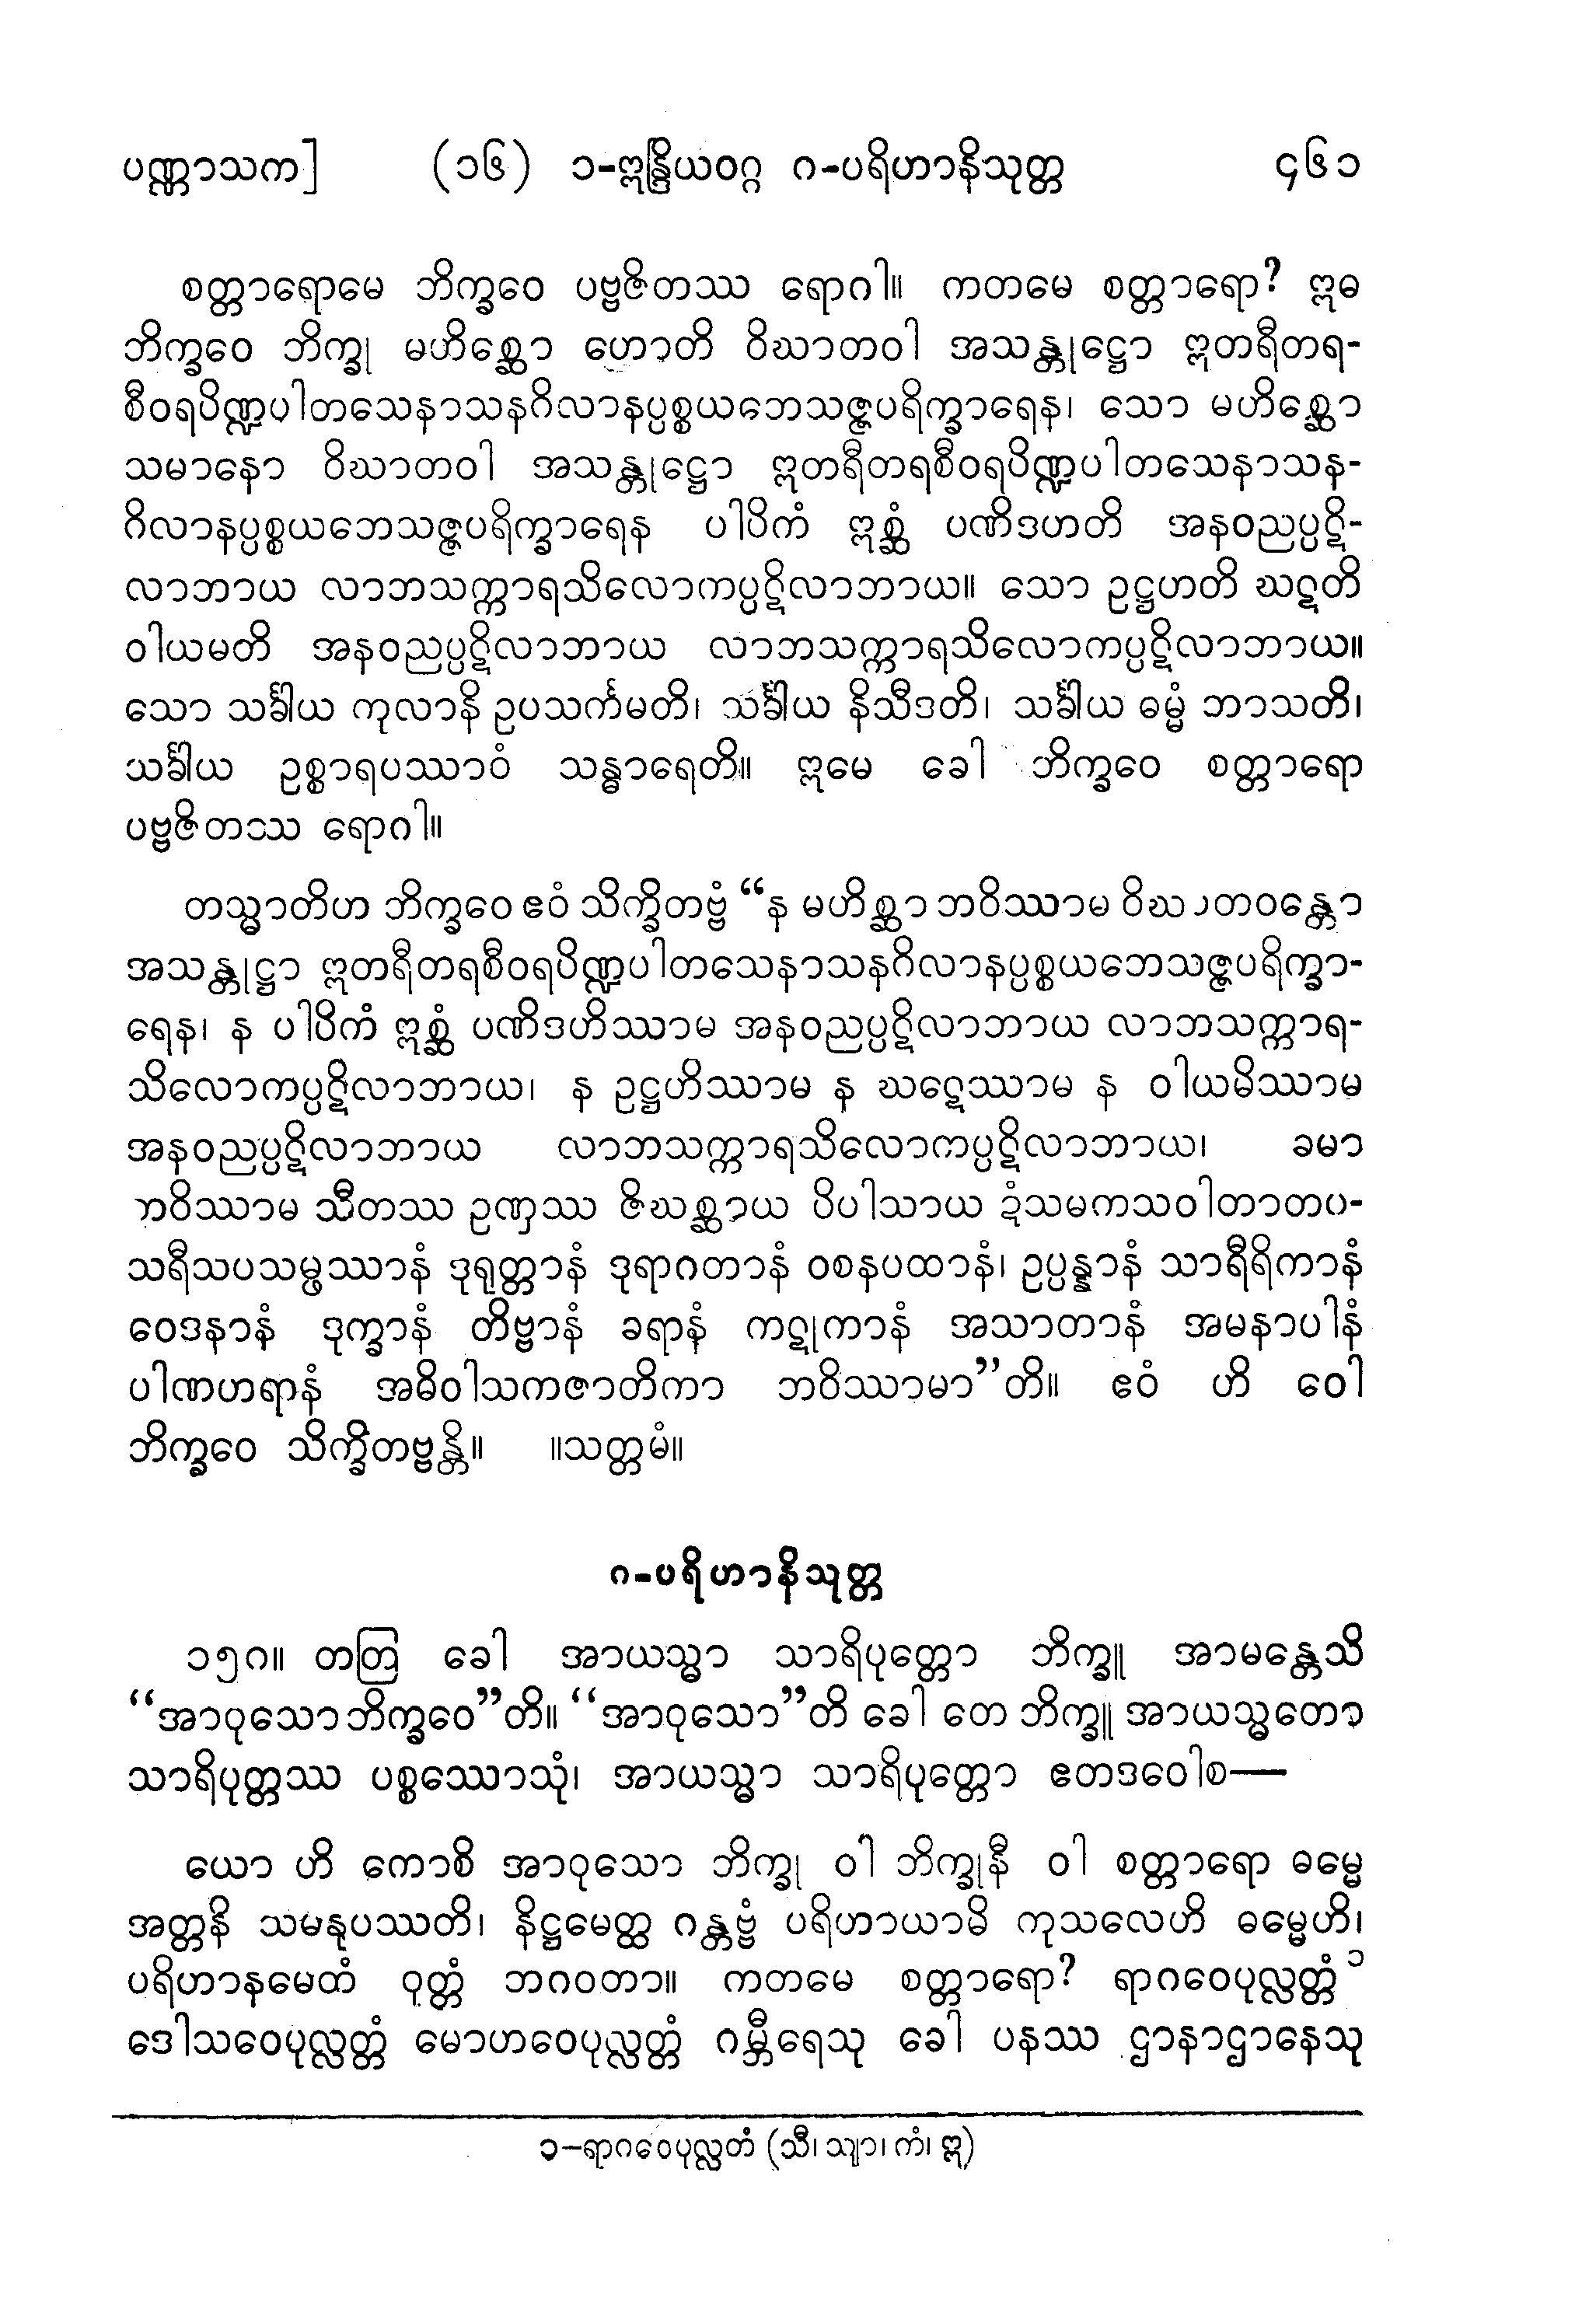 ပဏ္ဏာသက] (၁၆) ၁-ဣန္ဒြိယဝဂ္ဂ ဂ-ပရိဟာနိသုတ္တ ၄၆၁
စတ္တာရောမေ ဘိက္ခဝေ ပဗ္ဗဇိတဿ ရောဂါ။ ကတမေ စတ္တာရော? ဣဓ
ဘိက္ခဝေ ဘိက္ခု မဟိစ္ဆော ဟောတိ ဝိဃာတဝါ အသန္တုဋ္ဌော ဣတရီတရ-
စီဝရပိဏ္ဍပါတသေနာသနဂိလာနပ္ပစ္စယဘေသဇ္ဇပရိက္ခာရေန၊ သော မဟိစ္ဆော
သမာနော ဝိဃာတဝါ အသန္တုဋ္ဌော ဣတရီတရစီဝရပိဏ္ဍပါတသေနာသန-
ဂိလာနပ္ပစ္စယဘေသဇ္ဇပရိက္ခာရေန ပါပိကံ ဣစ္ဆံ ပဏိဒဟတိ အနဝညပ္ပဋိ-
လာဘာယ လာဘသက္ကာရသိလောကပ္ပဋိလာဘာယ။ သော ဥဋ္ဌဟတိ ဃဋတိ
ဝါယမတိ အနဝညပ္ပဋိလာဘာယ လာဘသက္ကာရသိလောကပ္ပဋိလာဘာယ။
သော သင်္ခါယ ကုလာနိ ဥပသင်္ကမတိ၊ သင်္ခါယ နိသီဒတိ၊ သင်္ခါယ ဓမ္မံ ဘာသတိ၊
သင်္ခါယ ဥစ္စာရပဿာဝံ သန္ဓာရေတိ။ ဣမေ ခေါ ဘိက္ခဝေ စတ္တာရော
ပဗ္ဗဇိတဿ ရောဂါ။
တသ္မာတိဟ ဘိက္ခဝေ ဧဝံ သိက္ခိတဗ္ဗံ “န မဟိစ္ဆာ ဘဝိဿာမ ဝိဃာတဝန္တော
အသန္တုဋ္ဌာ ဣတရီတရစီဝရပိဏ္ဍပါတသေနာသနဂိလာနပ္ပစ္စယဘေသဇ္ဇပရိက္ခာ-
ရေန၊ န ပါပိကံ ဣစ္ဆံ ပဏိဒဟိဿာမ အနဝညပ္ပဋိလာဘာယ လာဘသက္ကာရ-
သိလောကပ္ပဋိလာဘာယ၊ န ဥဋ္ဌဟိဿာမ န ဃဋေဿာမ န ဝါယမိဿာမ
အနဝညပ္ပဋိလာဘာယ လာဘသက္ကာရသိလောကပ္ပဋိလာဘာယ၊ ခမာ
ဘဝိဿာမ သီတဿ ဥဏှဿ ဇိဃစ္ဆာယ ပိပါသာယ ဍံသမကသဝါတာတပ-
သရီသပသမ္ဖဿာနံ ဒုရုတ္တာနံ ဒုရာဂတာနံ ဝစနပထာနံ၊ ဥပ္ပန္နာနံ သာရီရိကာနံ
ဝေဒနာနံ ဒုက္ခာနံ တိဗ္ဗာနံ ခရာနံ ကဋုကာနံ အသာတာနံ အမနာပါနံ
ပါဏဟရာနံ အဓိဝါသကဇာတိကာ ဘဝိဿာမာ”တိ။ ဧဝံ ဟိ ဝေါ
ဘိက္ခဝေ သိက္ခိတဗ္ဗန္တိ။ ။သတ္တမံ။
ဂ-ပရိဟာနိသုတ္တ
၁၅ဂ။ တတြ ခေါ အာယသ္မာ သာရိပုတ္တော ဘိက္ခူ အာမန္တေသိ
“အာဝုသော ဘိက္ခဝေ”တိ။ “အာဝုသော”တိ ခေါ တေ ဘိက္ခူ အာယသ္မတော
သာရိပုတ္တဿ ပစ္စဿောသုံ၊ အာယသ္မာ သာရိပုတ္တော ဧတဒဝေါစ—
ယော ဟိ ကောစိ အာဝုသော ဘိက္ခု ဝါ ဘိက္ခုနီ ဝါ စတ္တာရော ဓမ္မေ
အတ္တနိ သမနုပဿတိ၊ နိဋ္ဌမေတ္ထ ဂန္တဗ္ဗံ ပရိဟာယာမိ ကုသလေဟိ ဓမ္မေဟိ၊
ပရိဟာနမေတံ ဝုတ္တံ ဘဂဝတာ။ ကတမေ စတ္တာရော? ရာဂဝေပုလ္လတ္တံ ၁
ဒေါသဝေပုလ္လတ္တံ မောဟဝေပုလ္လတ္တံ ဂမ္ဘီရေသု ခေါ ပနဿ ဌာနာဌာနေသု
၁-ရာဂဝေပုလ္လတံ (သီ၊ သျာ၊ ကံ၊ ဣ)